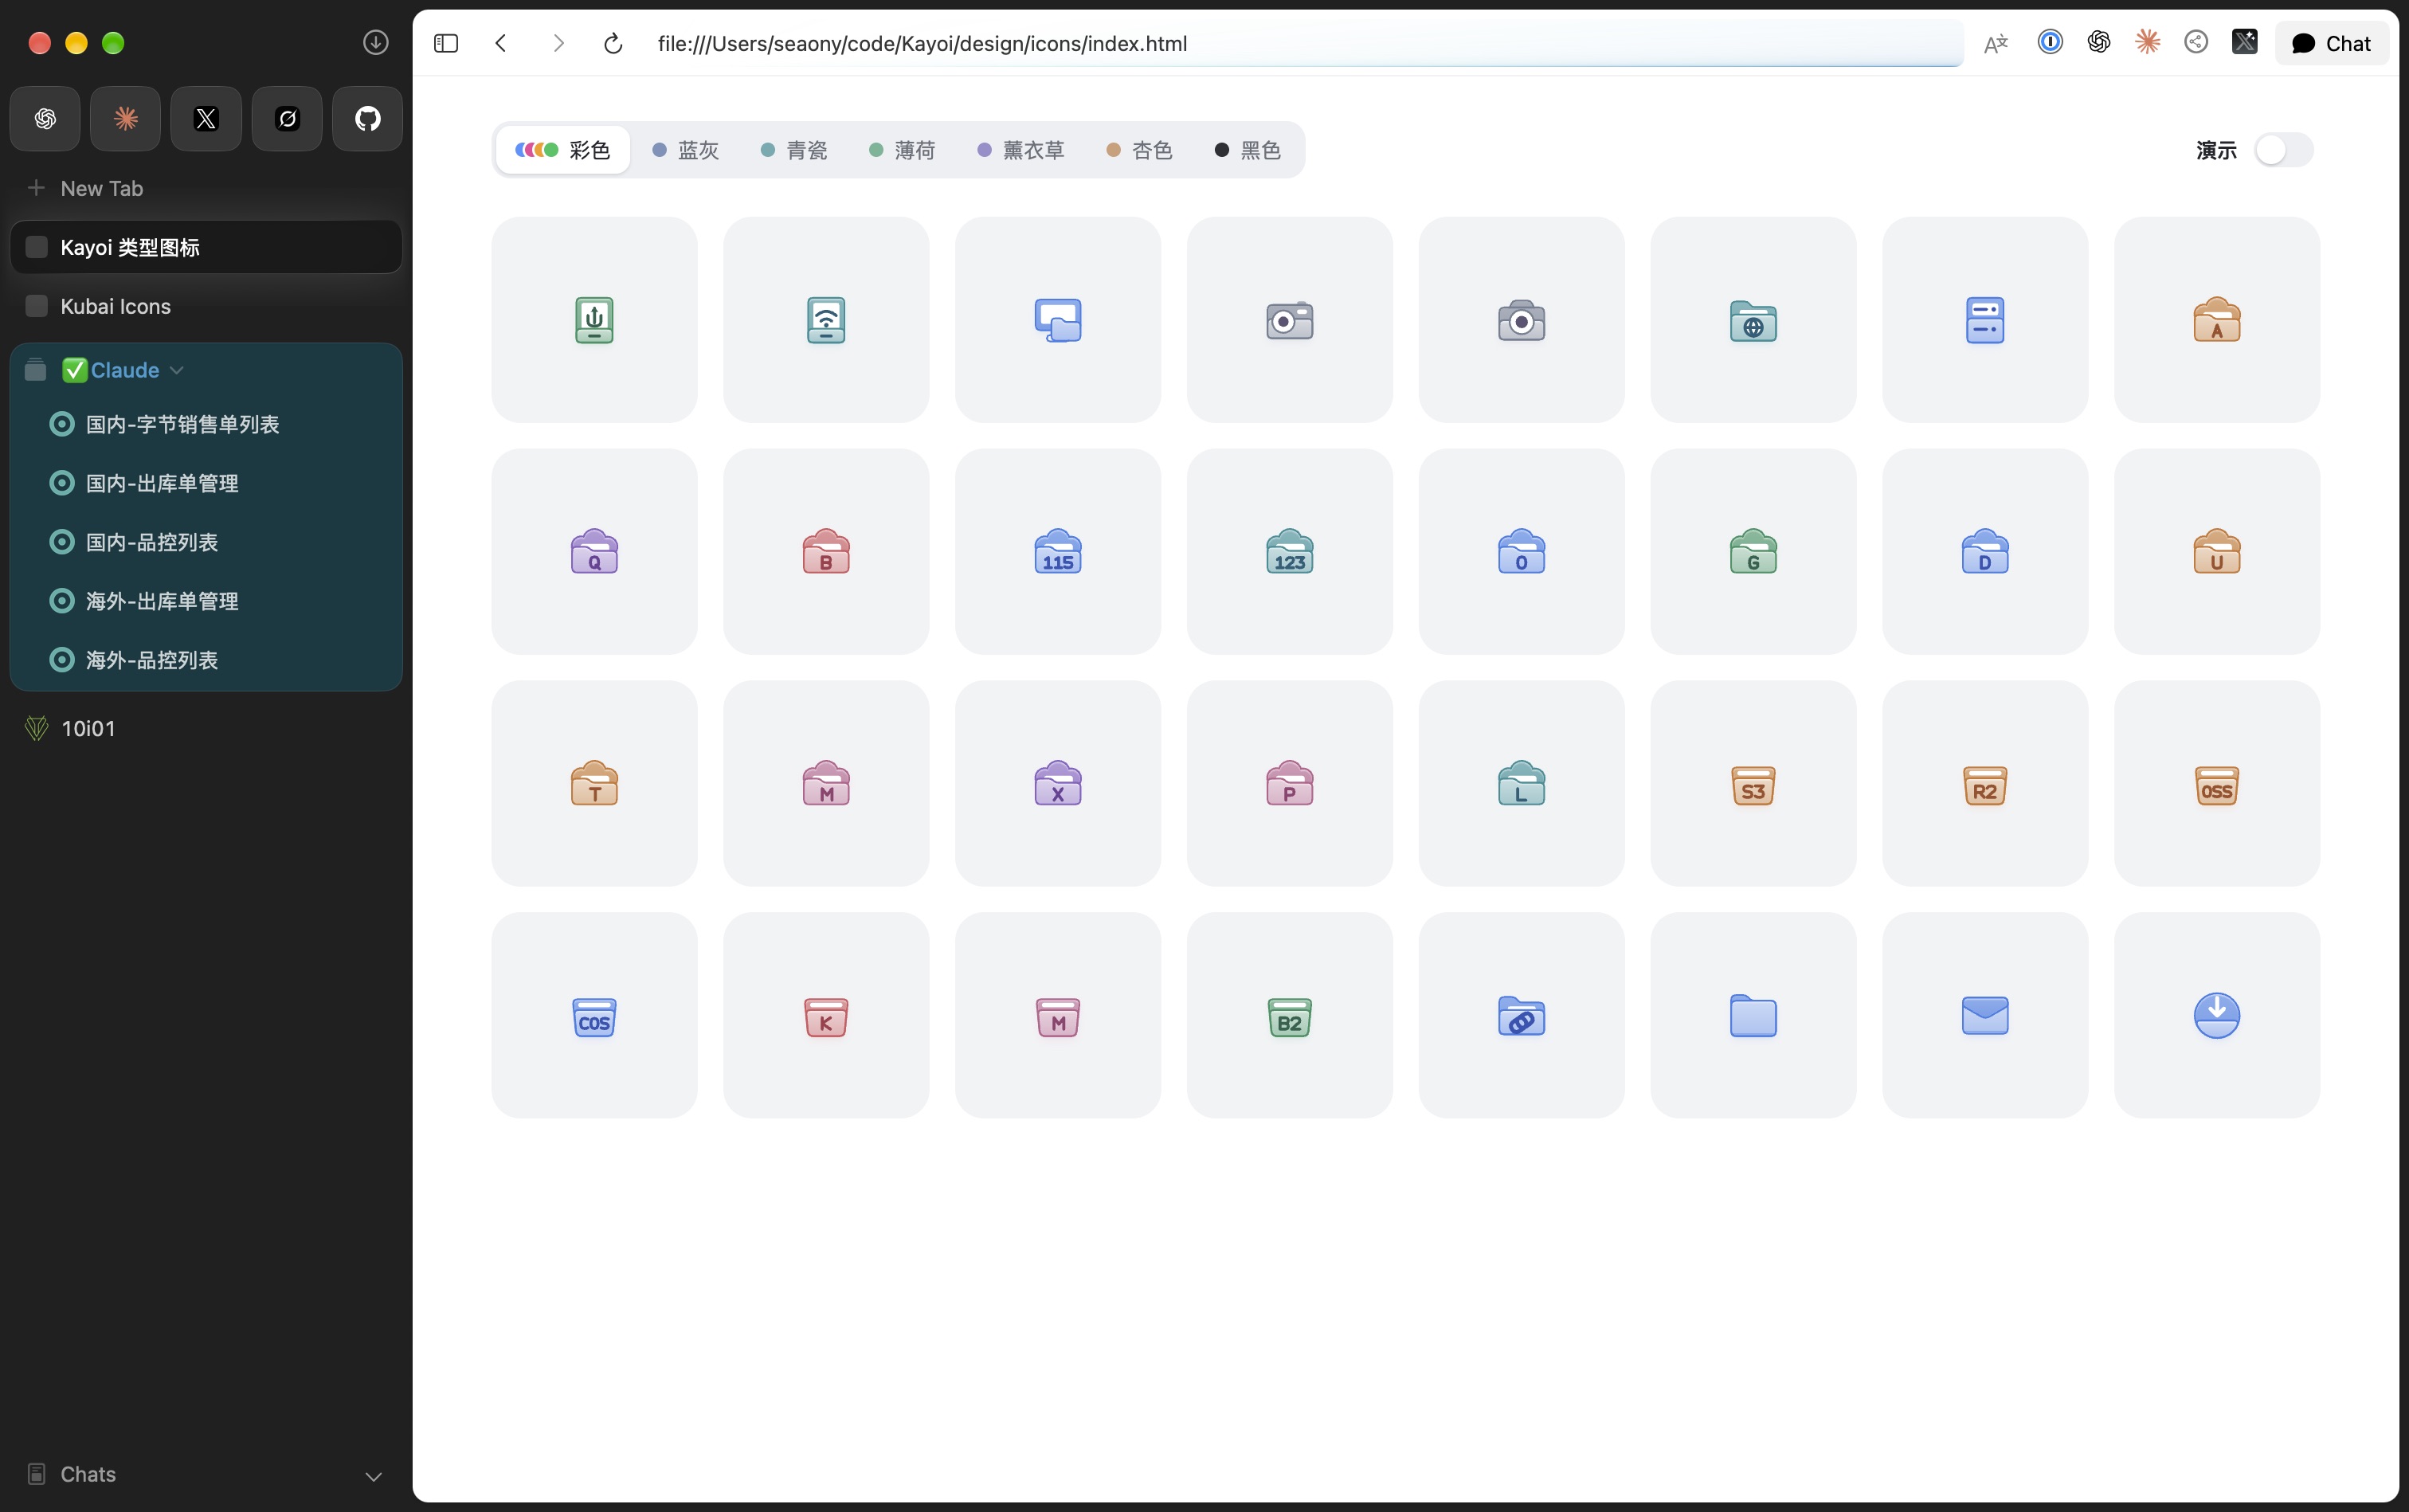 file:///Users/seaony/code/Kayoi/design/icons/index.html
Chat
New Tab
Kayoi 类型图标
Kubai Icons
✅Claude
国内-字节销售单列表
国内-出库单管理
国内-品控列表
海外-出库单管理
海外-品控列表
10i01
Chats
彩色 蓝灰 青瓷 薄荷 薰衣草 杏色 黑色
演示
A
Q B 115 123 O G D U
T M X P L S3 R2 OSS
COS K M B2